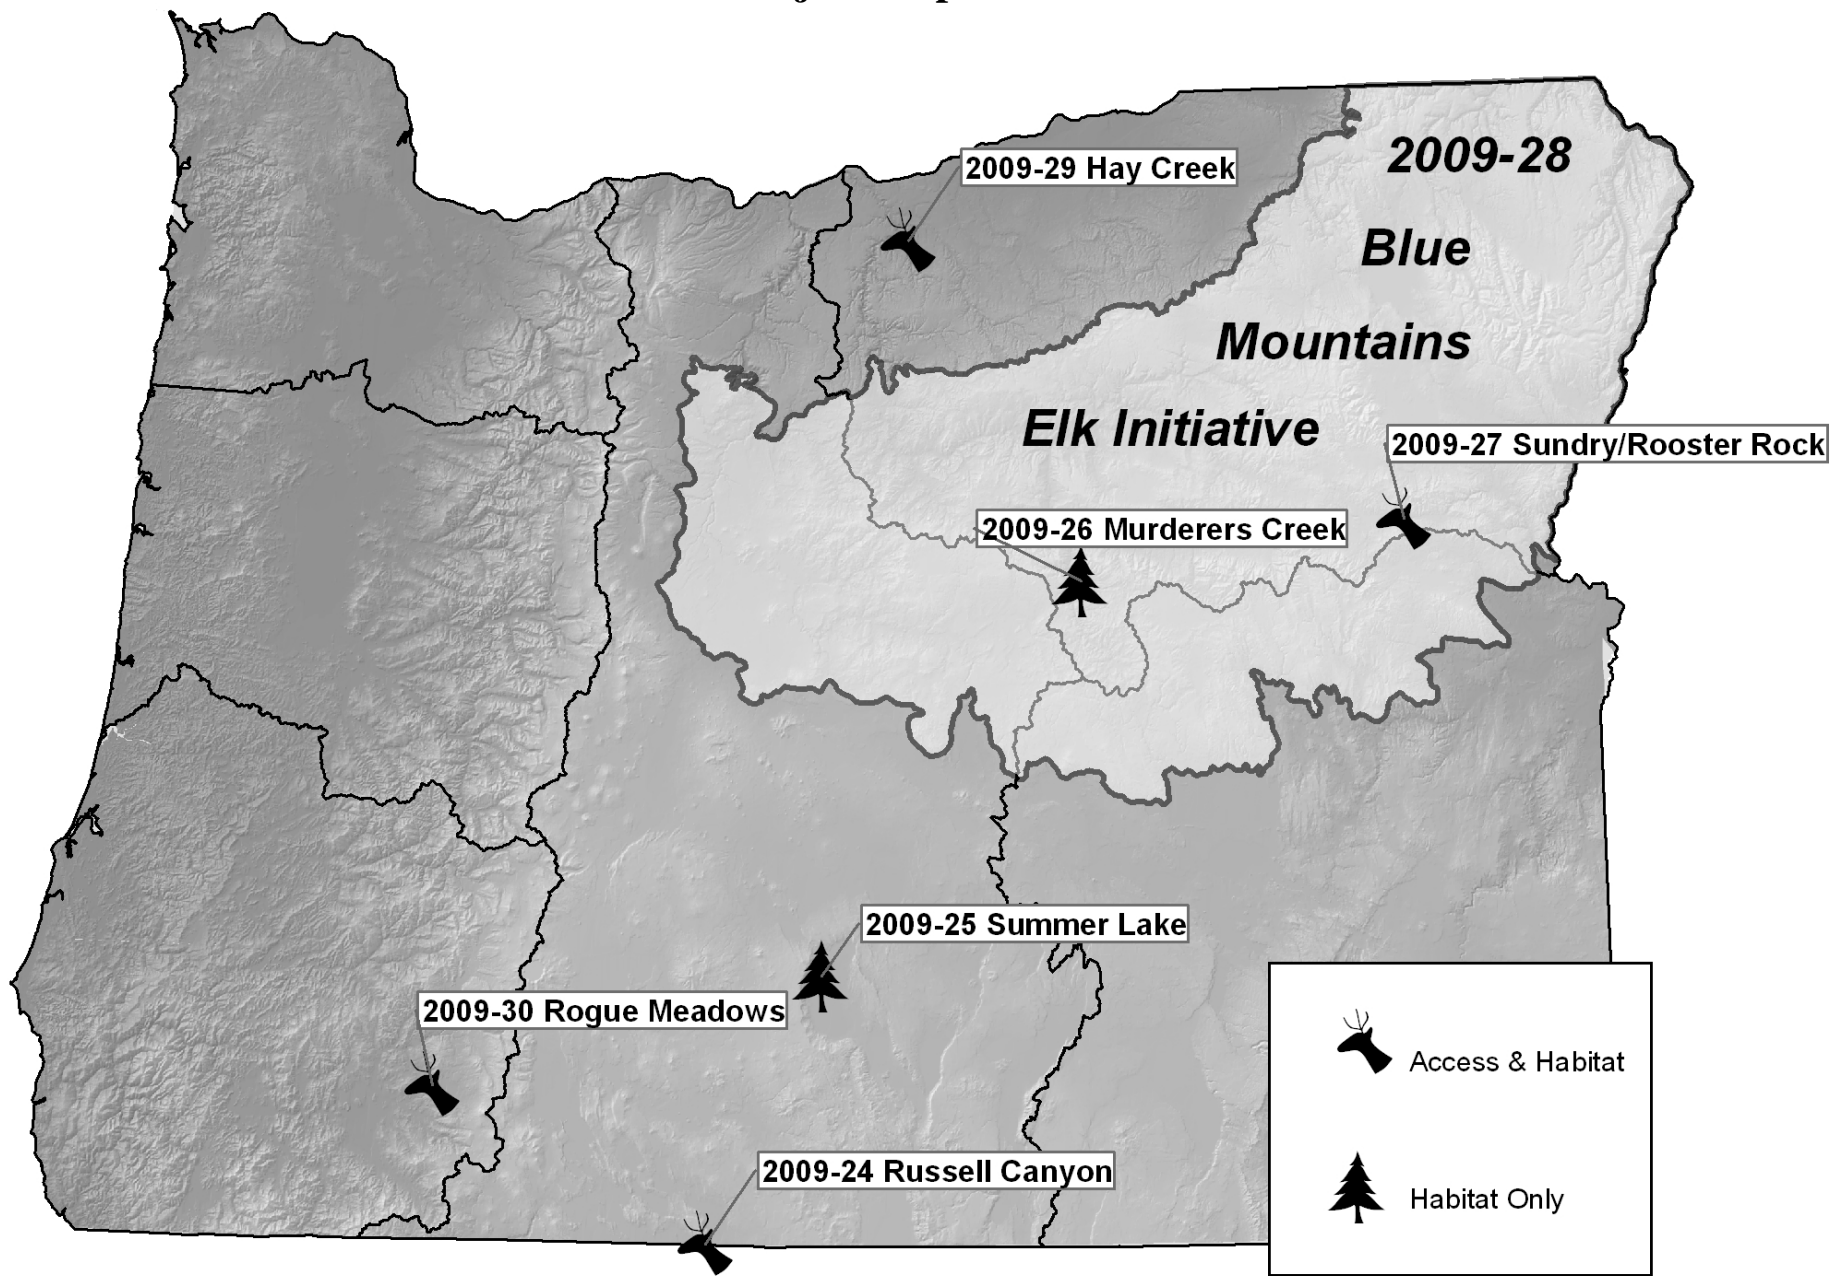 2009-29 Hay Creek
2009-28
Blue
Mountains
Elk Initiative
2009-27 Sundry/Rooster Rock
2009-26 Murderers Creek
2009-25 Summer Lake
2009-30 Rogue Meadows
2009-24 Russell Canyon
Access & Habitat
Habitat Only